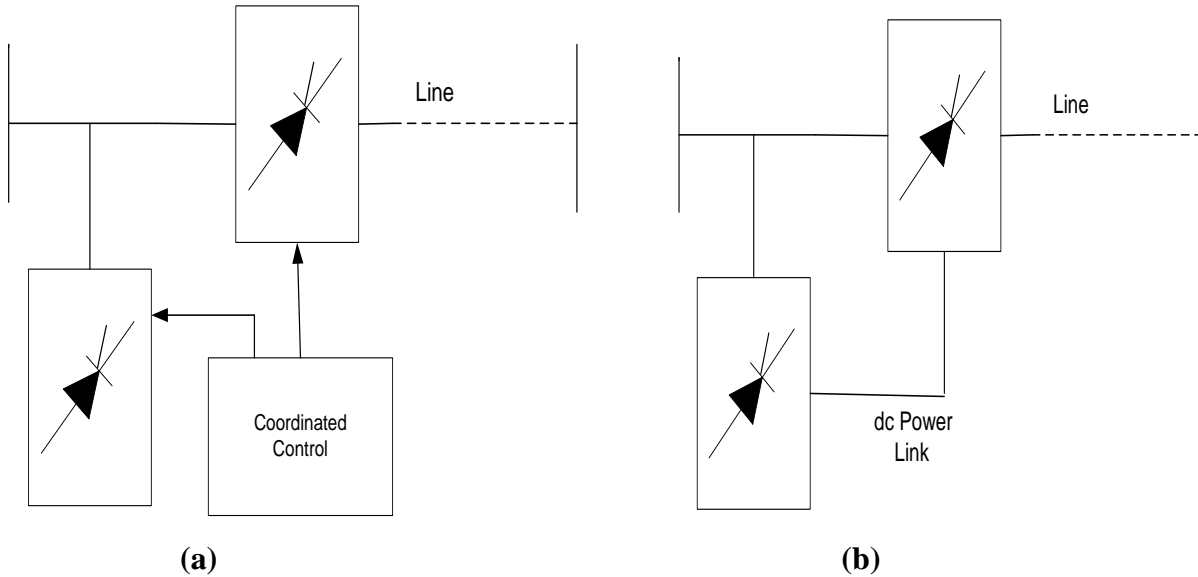 Line
Coordinated
Control
(a)
Line
dc Power
Link
(b)